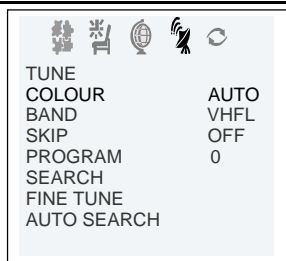 TUNE
COLOUR AUTO
BAND VHFL
SKIP OFF
PROGRAM 0
SEARCH
FINE TUNE
AUTO SEARCH